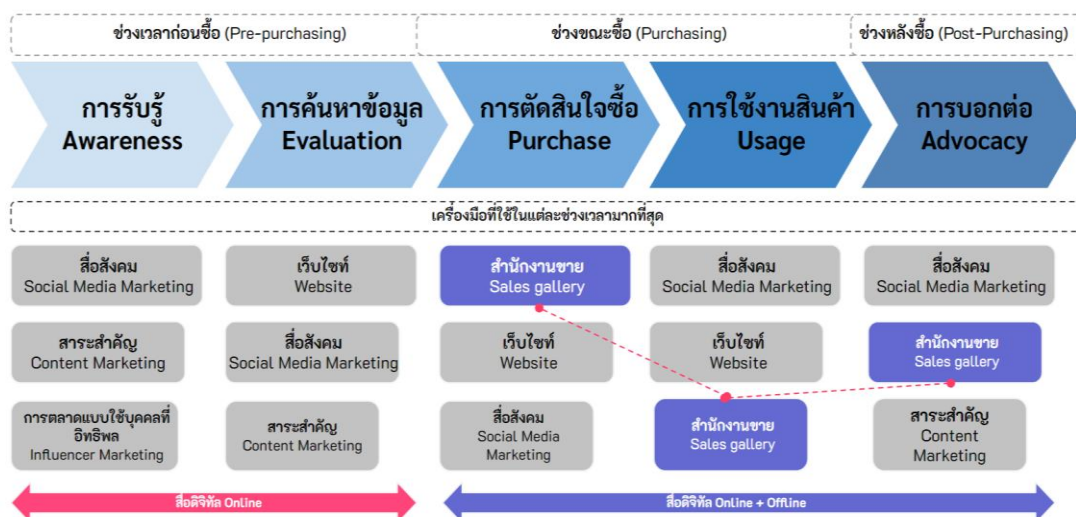 ช่วงเวลาก่อนซื้อ (Pre-purchasing)
ช่วงขณะซื้อ (Purchasing)
ช่วงหลังซื้อ (Post-Purchasing)
การรับรู้
Awareness
การค้นหาข้อมูล
Evaluation
การตัดสินใจซื้อ
Purchase
การใช้งานสินค้า
Usage
การบอกต่อ
Advocacy
เครื่องมือที่ใช้ในแต่ละช่วงเวลามากที่สุด
สื่อสังคม
Social Media Marketing
เว็บไซท์
Website
สำนักงานขาย
Sales gallery
สื่อสังคม
Social Media Marketing
สื่อสังคม
Social Media Marketing
สาระสำคัญ
Content Marketing
สื่อสังคม
Social Media Marketing
เว็บไซท์
Website
เว็บไซท์
Website
สำนักงานขาย
Sales gallery
การตลาดแบบใช้บุคคลที่
อิทธิพล
Influencer Marketing
สาระสำคัญ
Content Marketing
สื่อสังคม
Social Media
Marketing
สำนักงานขาย
Sales gallery
สาระสำคัญ
Content
Marketing
สื่อดิจิทัล Online
สื่อดิจิทัล Online + Offline